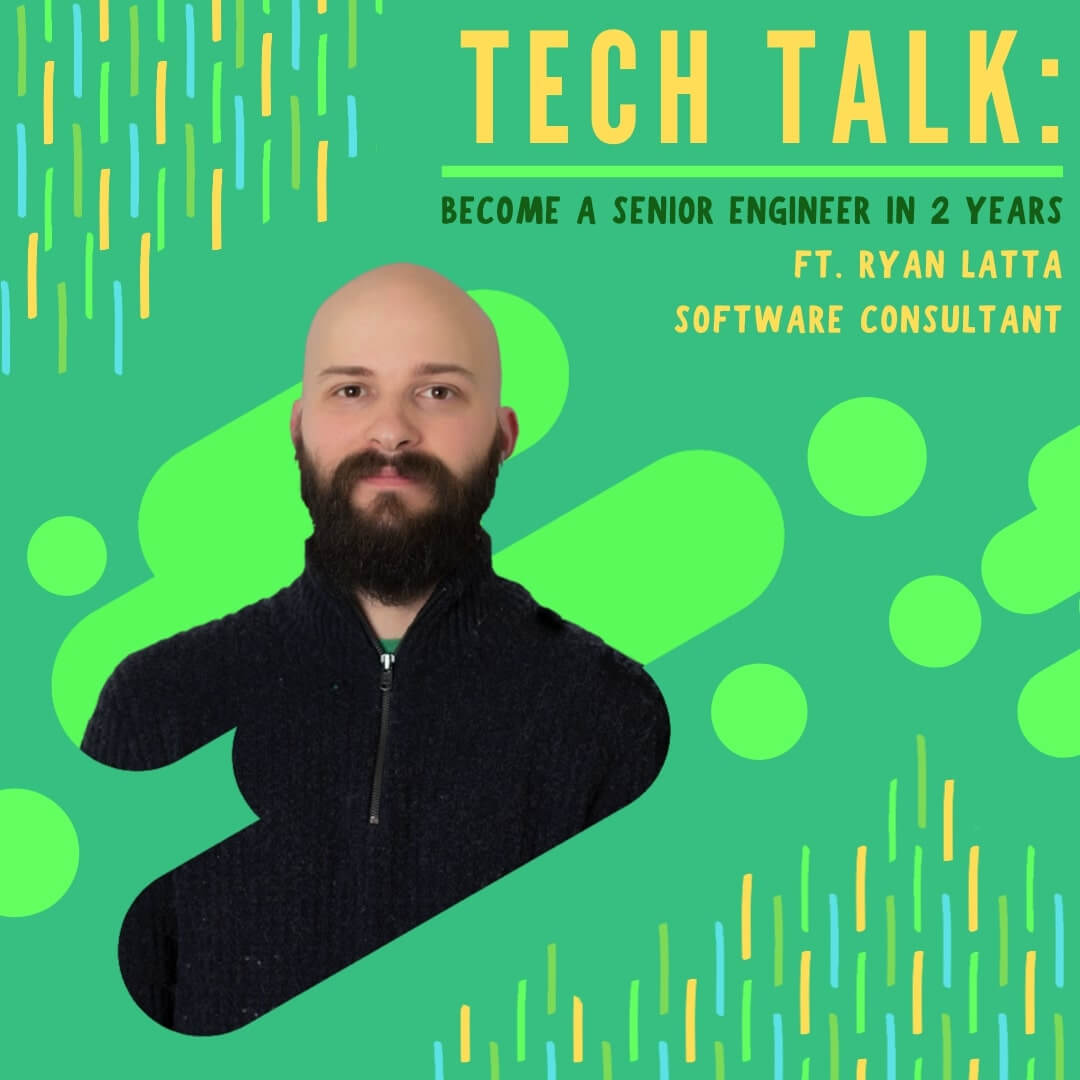 TECH TALK:
BECOME A SENIOR ENGINEER IN 2 YEARS
FT. RYAN LATTA
SOFTWARE CONSULTANT